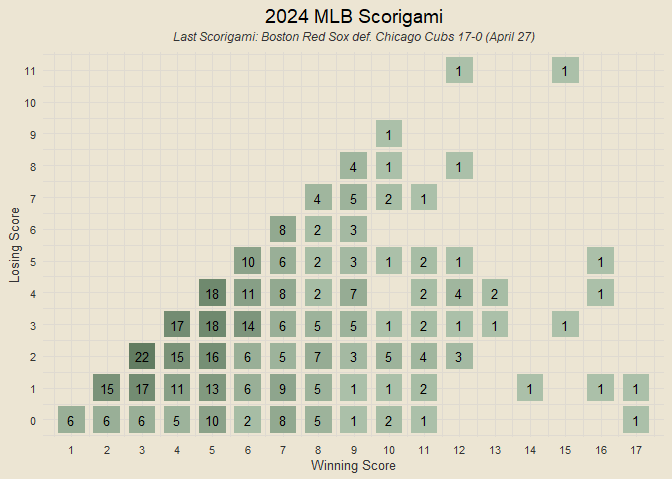 2024 MLB Scorigami
Last Scorigami: Boston Red Sox def. Chicago Cubs 17-0 (April 27)
11 1 1
10
9 1
8 4 1 1
7 4 5 2 1
6 8 2 3
5 10 6 2 3 1 2 1 1
4 18 11 8 2 7 2 4 2 1
3 17 18 14 6 5 5 1 2 1 1 1
2 22 15 16 6 5 7 3 5 4 3
1 15 17 11 13 6 9 5 1 1 2 1 1 1
0 6 6 6 5 10 2 8 5 1 2 1 1
1 2 3 4 5 6 7 8 9 10 11 12 13 14 15 16 17
Winning Score
Losing Score